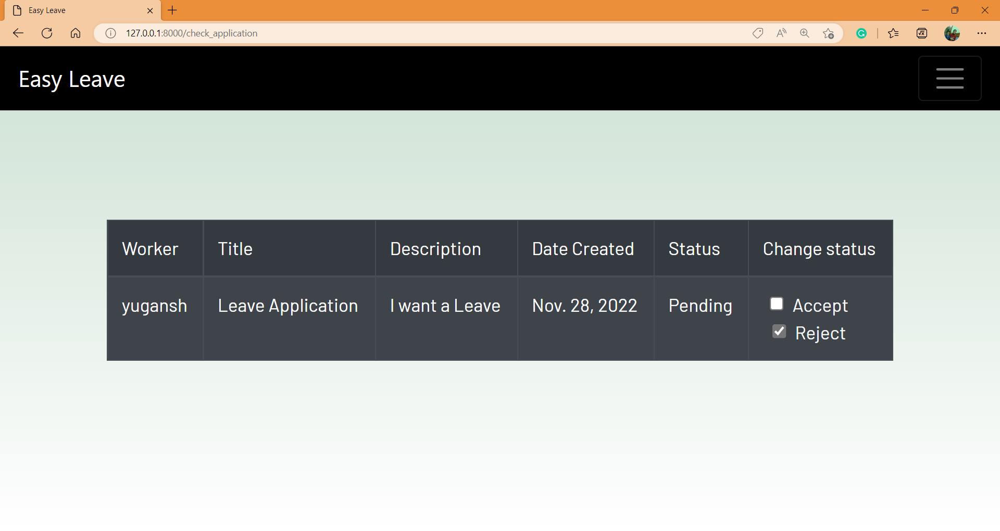 Easy Leave
127.0.0.1:8000/check_application
Easy Leave
Worker Title Description Date Created Status Change status
yugansh Leave Application I want a Leave Nov. 28, 2022 Pending Accept
Reject